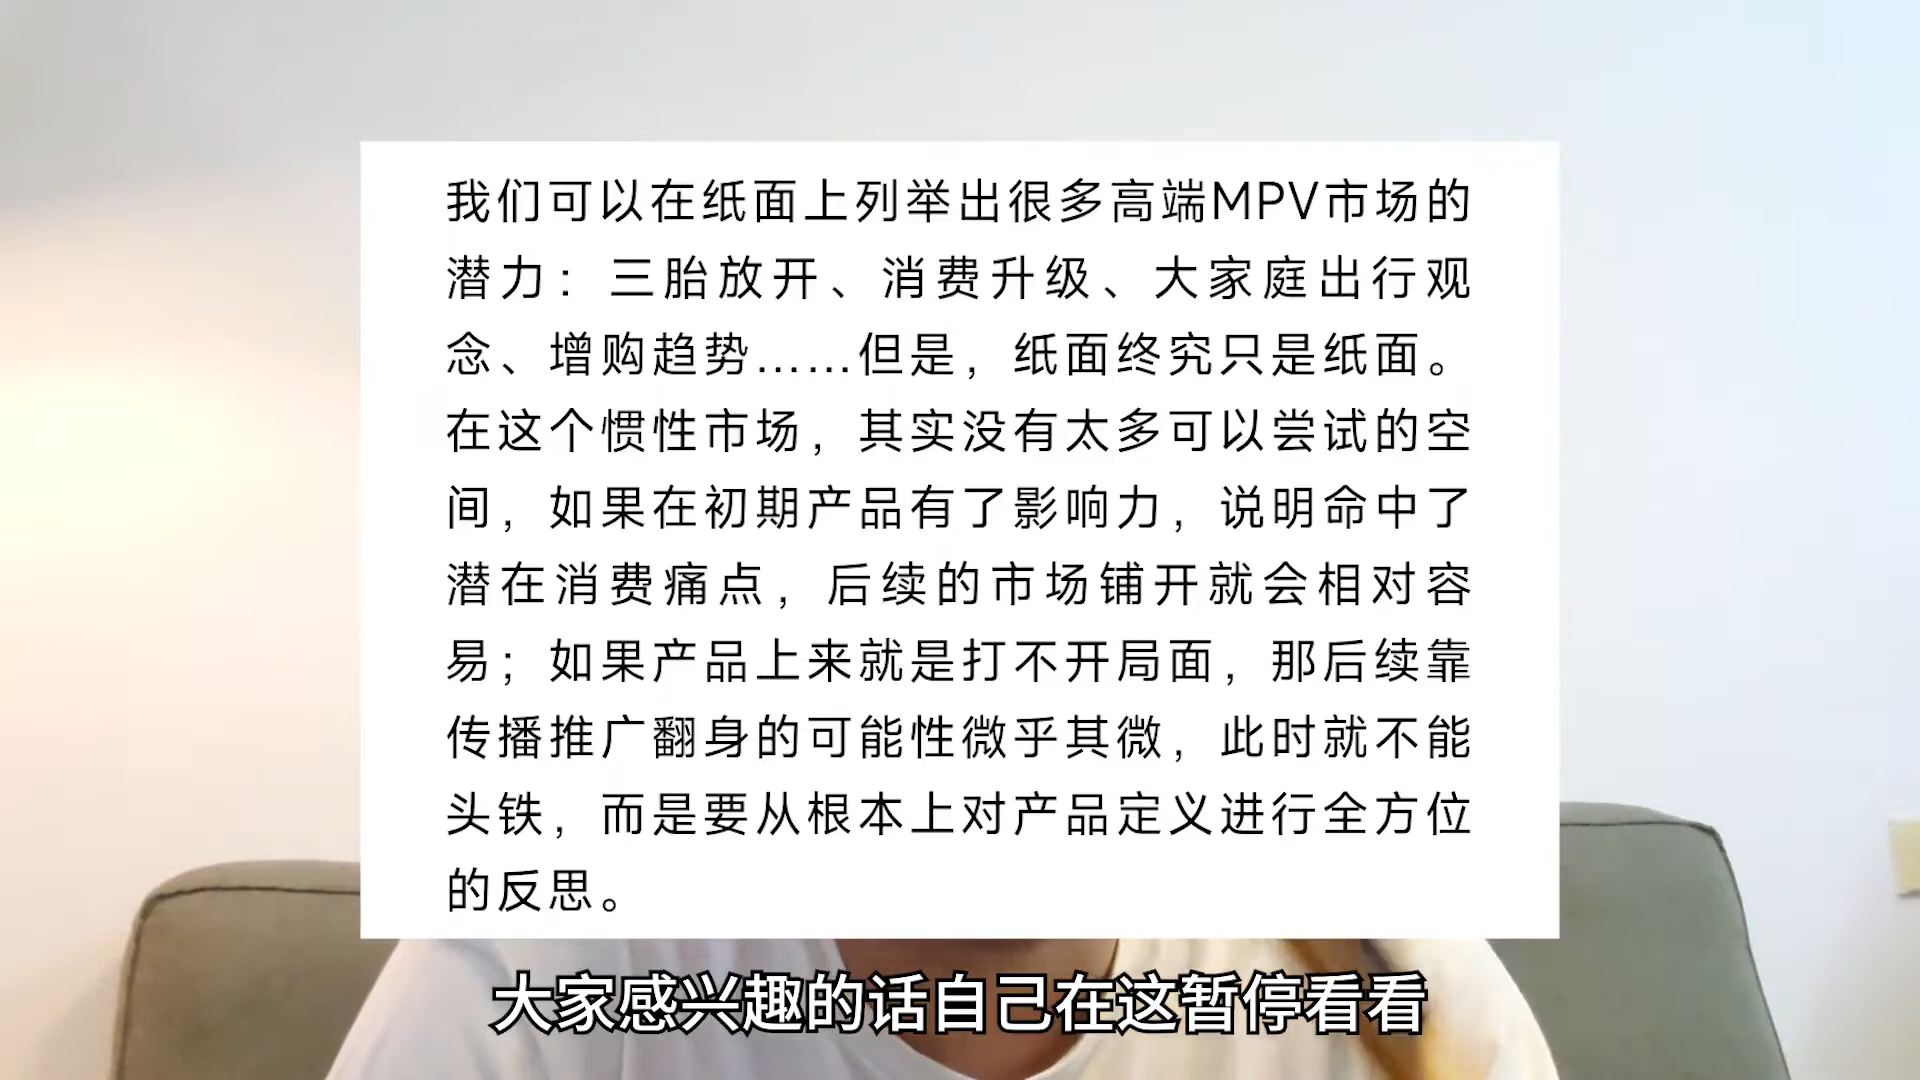 我们可以在纸面上列举出很多高端MPV市场的
潜力：三胎放开、消费升级、大家庭出行观
念、增购趋势……但是，纸面终究只是纸面。
在这个惯性市场，其实没有太多可以尝试的空
间，如果在初期产品有了影响力，说明命中了
潜在消费痛点，后续的市场铺开就会相对容
易；如果产品上来就是打不开局面，那后续靠
传播推广翻身的可能性微乎其微，此时就不能
头铁，而是要从根本上对产品定义进行全方位
的反思。
大家感兴趣的话自己在这暂停看看